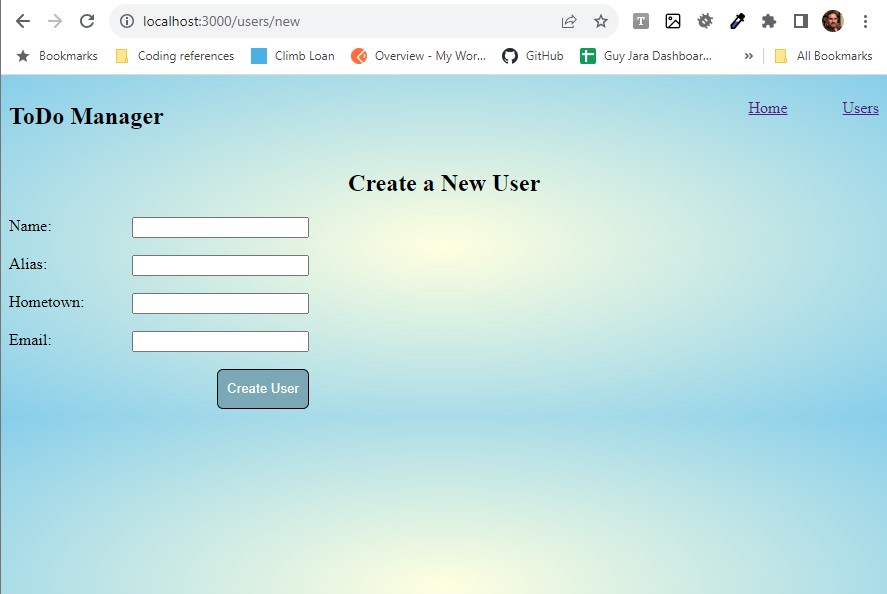 localhost:3000/users/new
T
Bookmarks Coding references Climb Loan Overview - My Wor... GitHub Guy Jara Dashboar... » All Bookmarks
ToDo Manager Home Users
Create a New User
Name:
Alias:
Hometown:
Email:
Create User